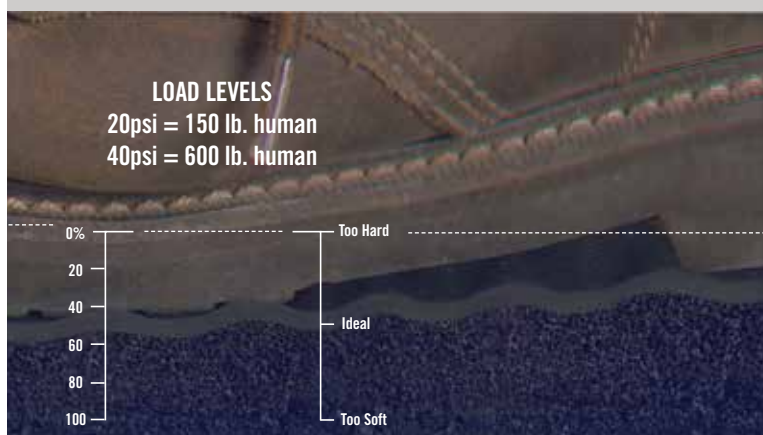 LOAD LEVELS
20psi = 150 lb. human
40psi = 600 lb. human
0%
Too Hard
20
40
Ideal
60
80
100
Too Soft